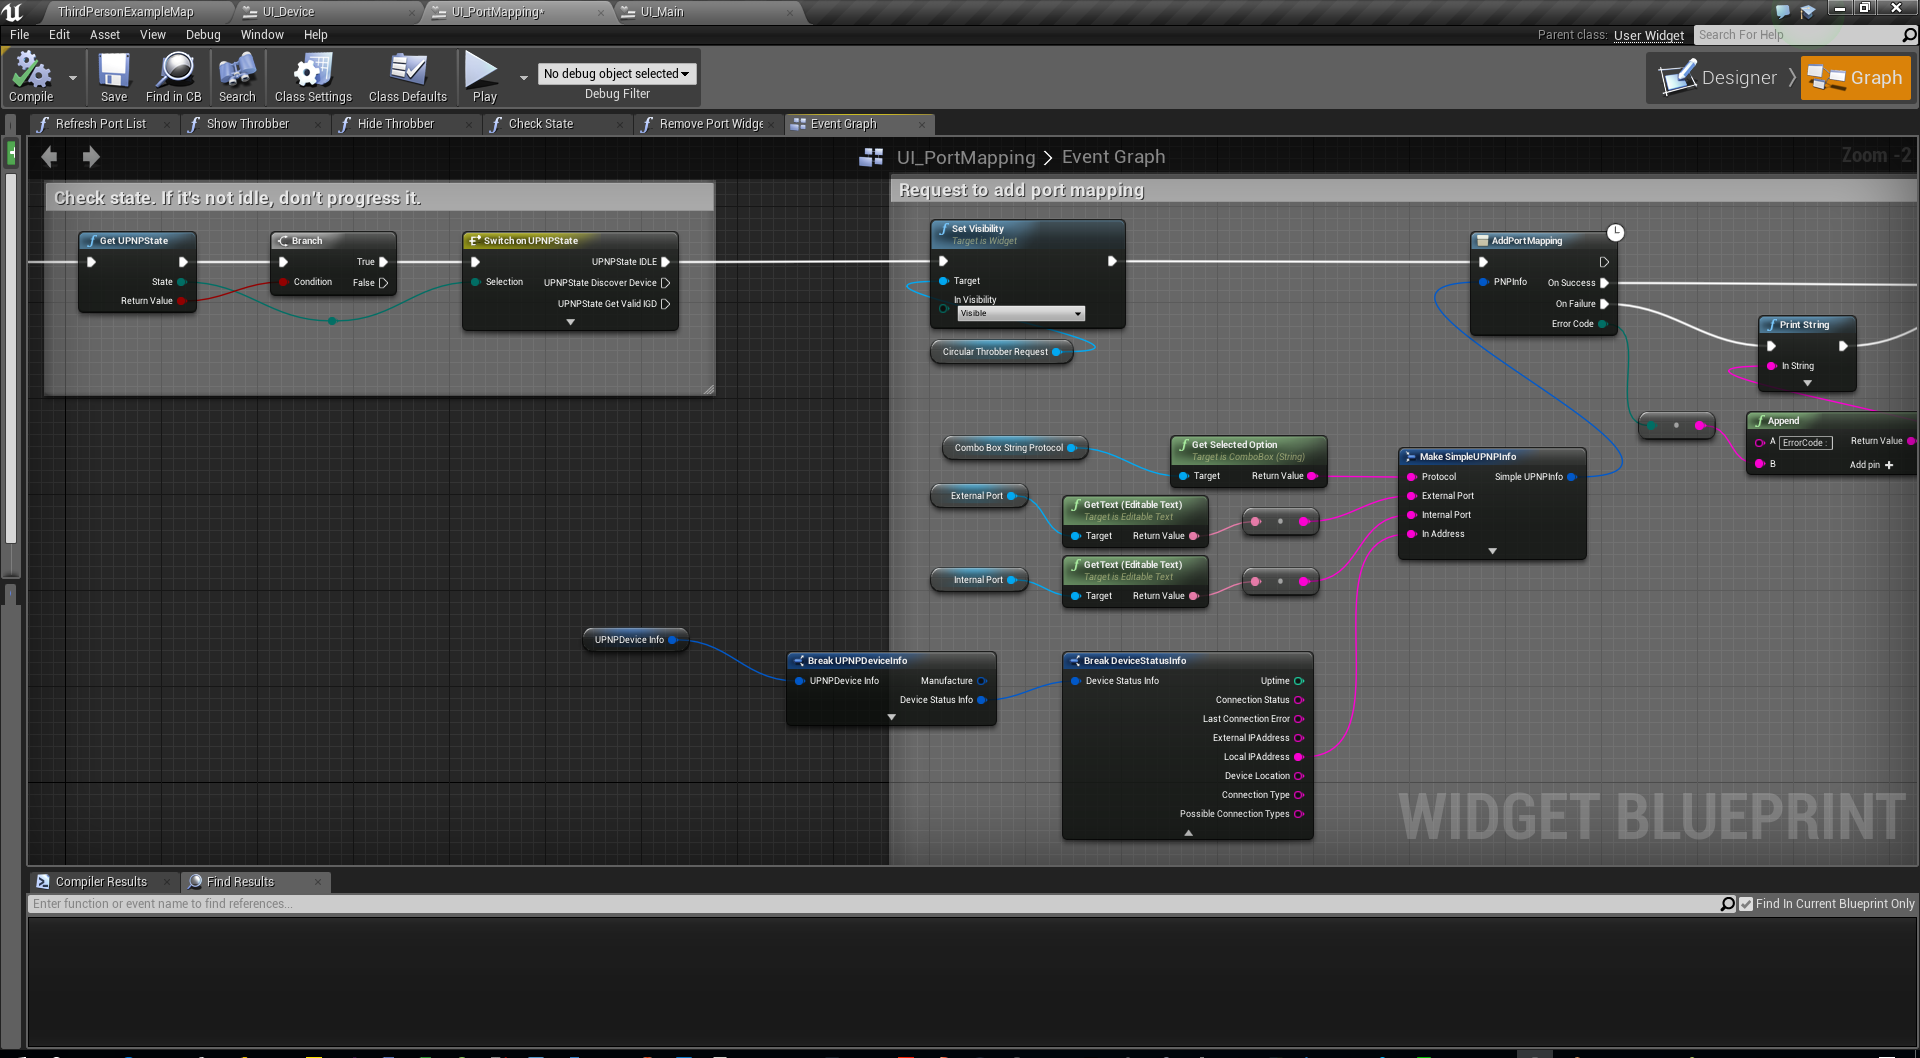 ThirdPersonExampleMap
UI_Device
UI_PortMapping*
UI_Main
File Edit Asset View Debug Window Help
Parent class: User Widget
Search For Help
Compile
Save
Find in CB
Search
Class Settings
Class Defaults
Play
No debug object selected
Debug Filter
Designer
Graph
Refresh Port List
Show Throbber
Hide Throbber
Check State
Remove Port Widge
Event Graph
UI_PortMapping > Event Graph
Zoom -2
Check state. If it's not idle, don't progress it.
Get UPNPState
State
Return Value
Branch
True
Condition
False
Switch on UPNPState
UPNPState IDLE
Selection
UPNPState Discover Device
UPNPState Get Valid IGD
Request to add port mapping
Set Visibility
Target is Widget
Target
In Visibility
Visible
Circular Throbber Request
AddPortMapping
PNPInfo
On Success
On Failure
Error Code
Print String
In String
Append
A
ErrorCode :
Return Value
B
Add pin +
Combo Box String Protocol
Get Selected Option
Target is ComboBox (String)
Target
Return Value
Make SimpleUPNPInfo
Protocol
Simple UPNPInfo
External Port
Internal Port
In Address
External Port
GetText (Editable Text)
Target is Editable Text
Target
Return Value
Internal Port
GetText (Editable Text)
Target is Editable Text
Target
Return Value
UPNPDevice Info
Break UPNPDeviceInfo
UPNPDevice Info
Manufacture
Device Status Info
Break DeviceStatusInfo
Device Status Info
Uptime
Connection Status
Last Connection Error
External IPAddress
Local IPAddress
Device Location
Connection Type
Possible Connection Types
WIDGET BLUEPRINT
Compiler Results
Find Results
Enter function or event name to find references...
Find In Current Blueprint Only